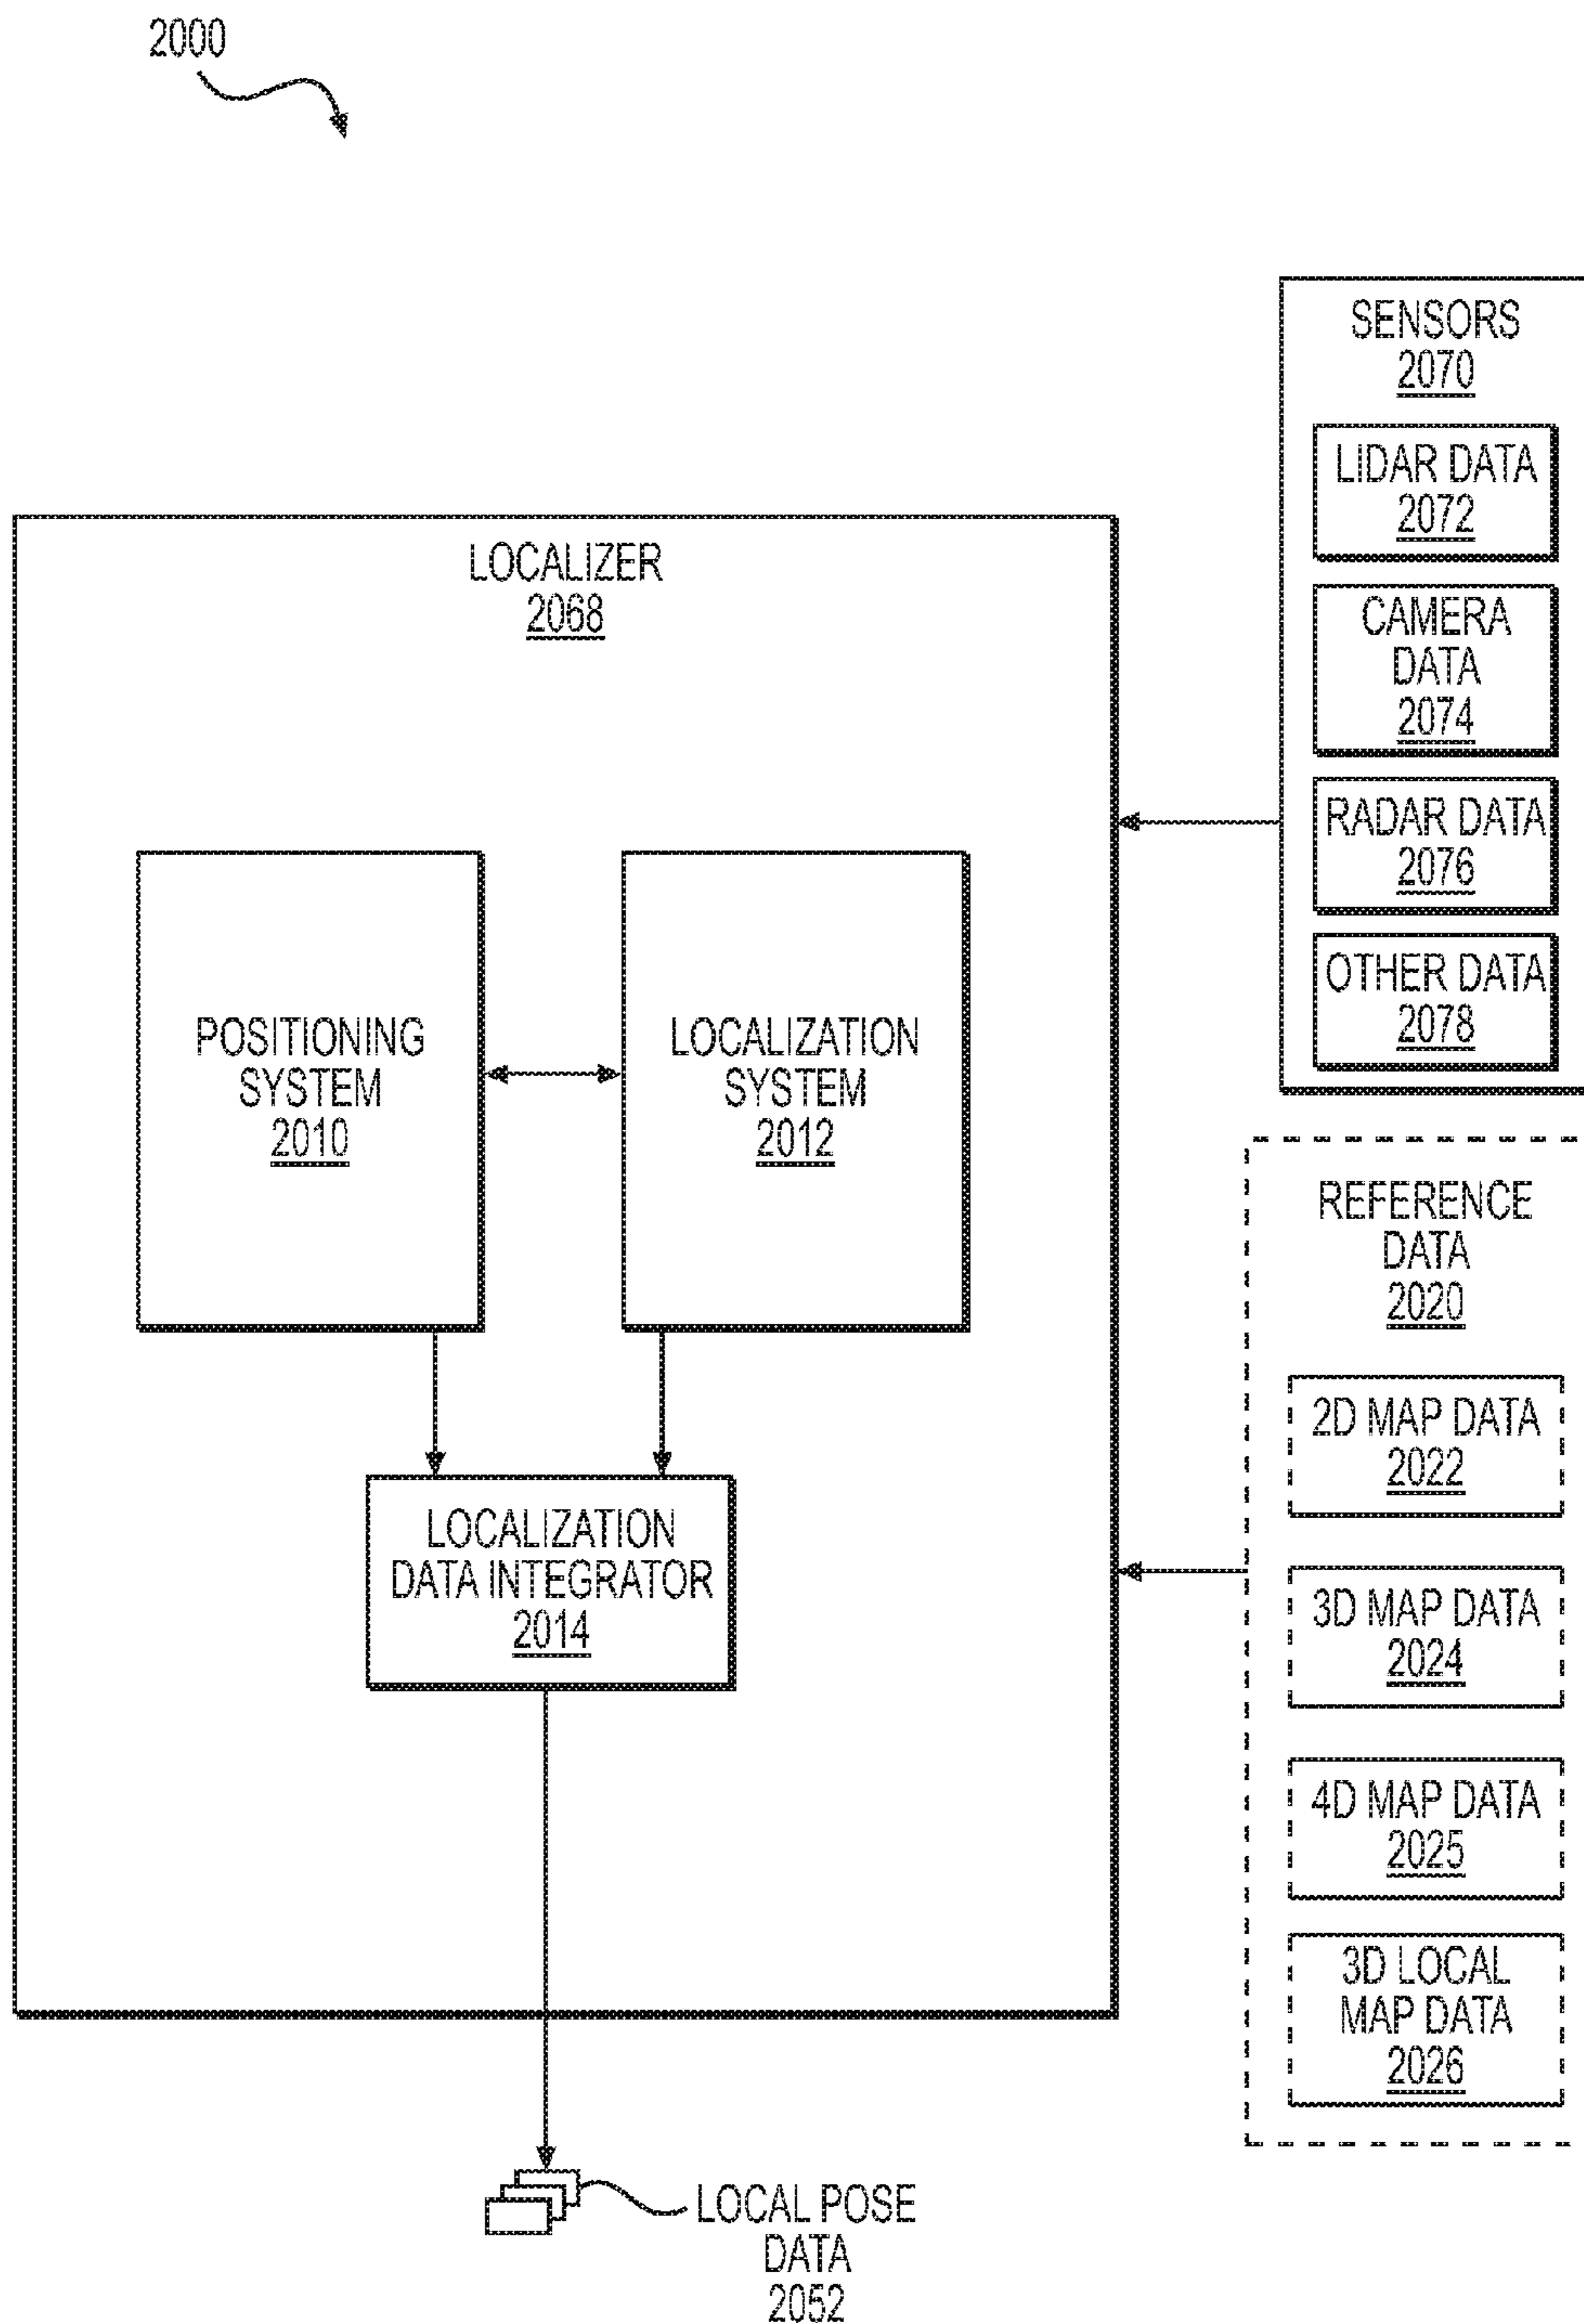 2000
SENSORS
2070
LIDAR DATA
2072
CAMERA
DATA
2074
RADAR DATA
2076
OTHER DATA
2078
LOCALIZER
2068
POSITIONING
SYSTEM
2010
LOCALIZATION
SYSTEM
2012
LOCALIZATION
DATA INTEGRATOR
2014
REFERENCE
DATA
2020
2D MAP DATA
2022
3D MAP DATA
2024
4D MAP DATA
2025
3D LOCAL
MAP DATA
2026
LOCAL POSE
DATA
2052